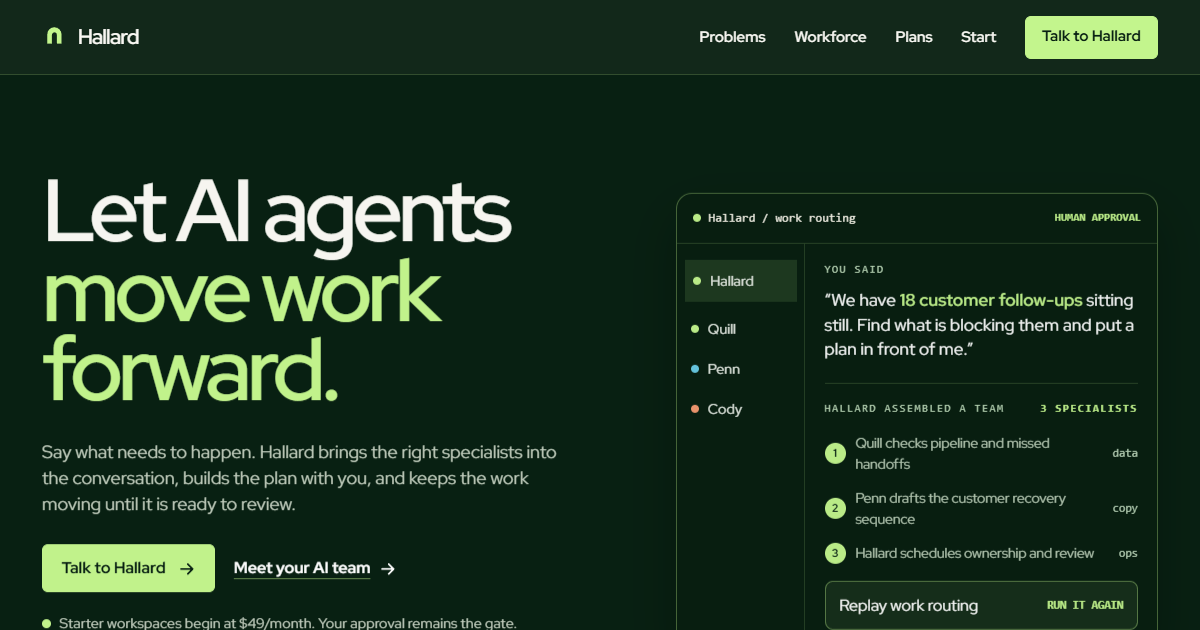 Hallard
Problems Workforce Plans Start Talk to Hallard
Let AI agents
move work
forward.
Say what needs to happen. Hallard brings the right specialists into
the conversation, builds the plan with you, and keeps the work
moving until it is ready to review.
Talk to Hallard → Meet your AI team →
Starter workspaces begin at $49/month. Your approval remains the gate.
Hallard / work routing HUMAN APPROVAL
Hallard
Quill
Penn
Cody
YOU SAID
“We have 18 customer follow-ups sitting
still. Find what is blocking them and put a
plan in front of me.”
HALLARD ASSEMBLED A TEAM 3 SPECIALISTS
1 Quill checks pipeline and missed
handoffs data
2 Penn drafts the customer recovery
sequence copy
3 Hallard schedules ownership and review ops
Replay work routing RUN IT AGAIN